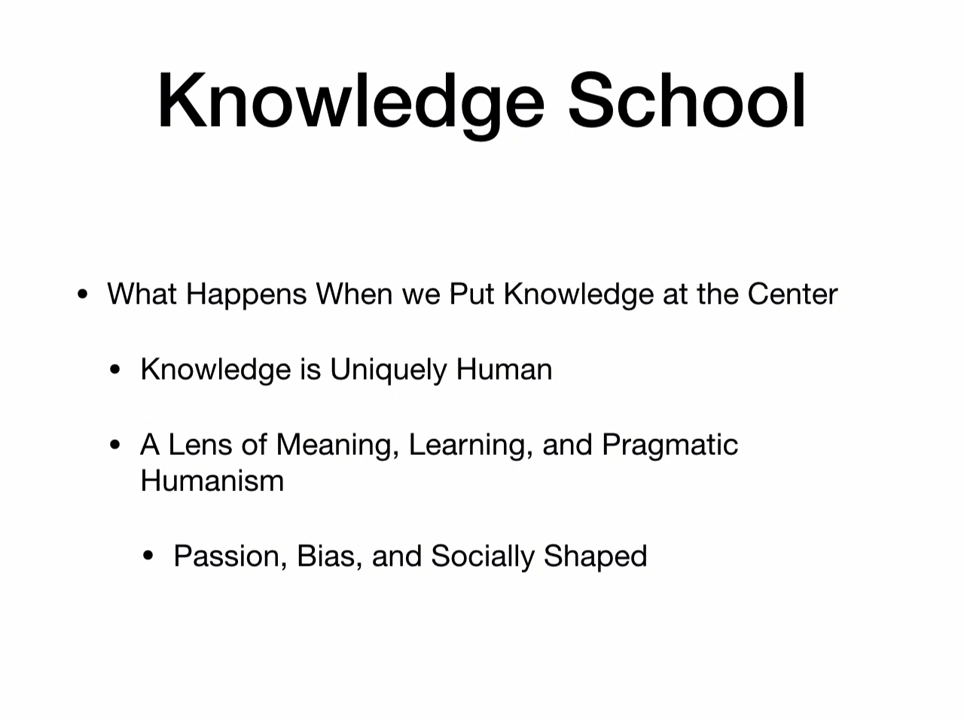 Knowledge School
• What Happens When we Put Knowledge at the Center
• Knowledge is Uniquely Human
• A Lens of Meaning, Learning, and Pragmatic
Humanism
• Passion, Bias, and Socially Shaped